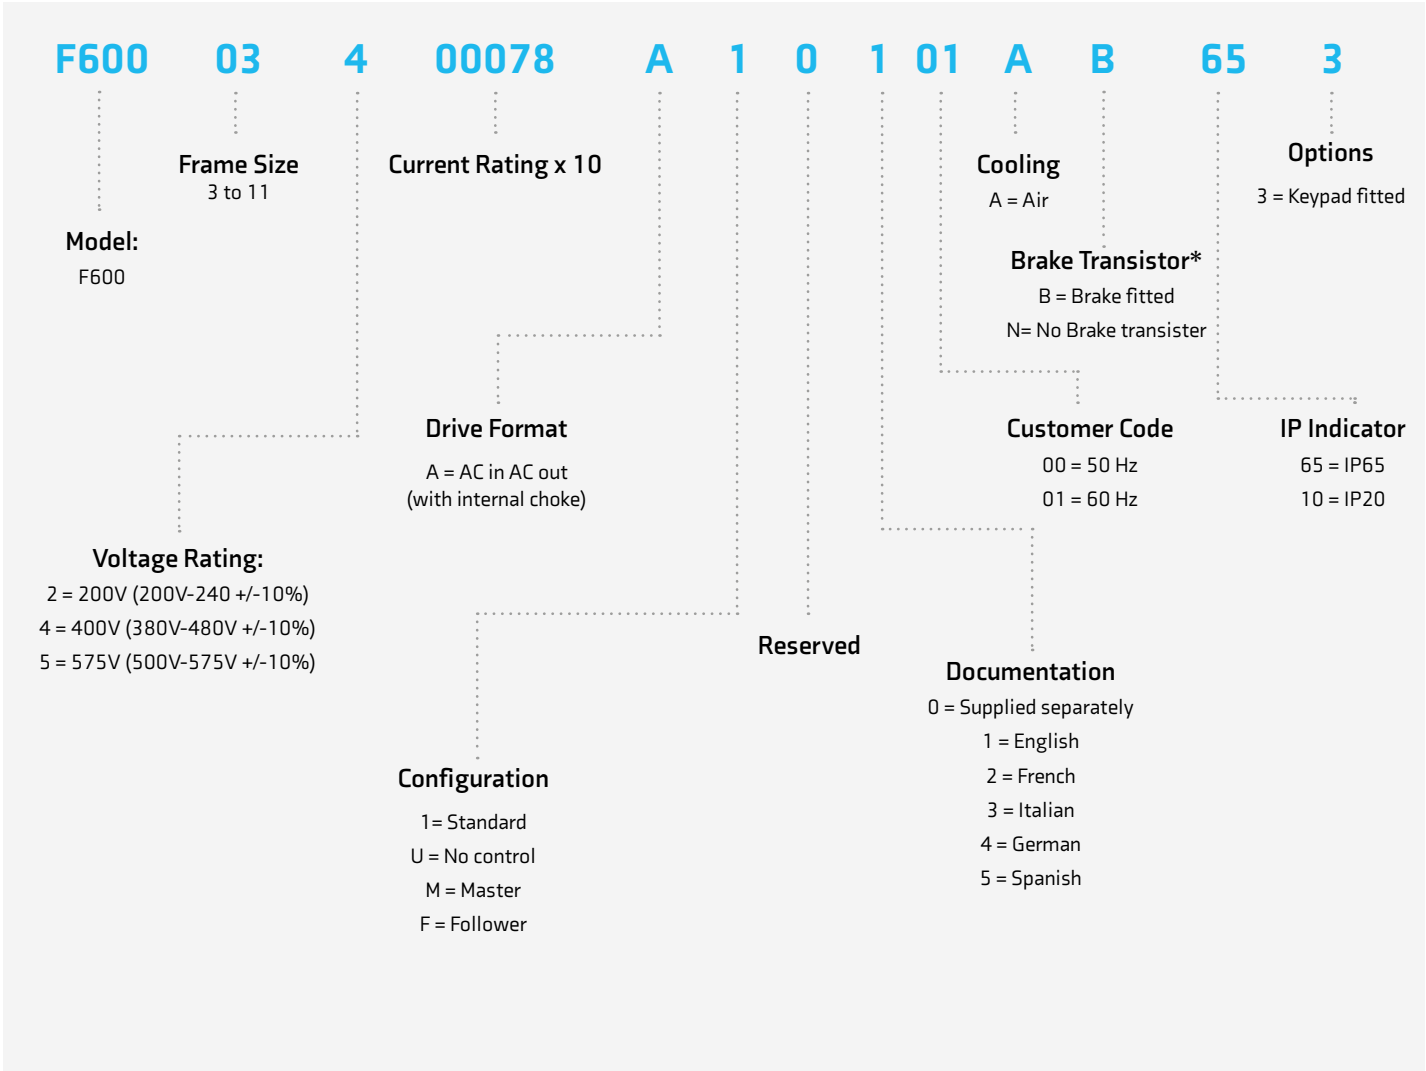 F600 03 4 00078 A 1 0 1 01 A B 65 3
Model:
F600
Frame Size
3 to 11
Voltage Rating:
2 = 200V (200V-240 +/-10%)
4 = 400V (380V-480V +/-10%)
5 = 575V (500V-575V +/-10%)
Current Rating x 10
Drive Format
A = AC in AC out
(with internal choke)
Configuration
1= Standard
U = No control
M = Master
F = Follower
Reserved
Documentation
0 = Supplied separately
1 = English
2 = French
3 = Italian
4 = German
5 = Spanish
Customer Code
00 = 50 Hz
01 = 60 Hz
Cooling
A = Air
Brake Transistor*
B = Brake fitted
N= No Brake transister
IP Indicator
65 = IP65
10 = IP20
Options
3 = Keypad fitted